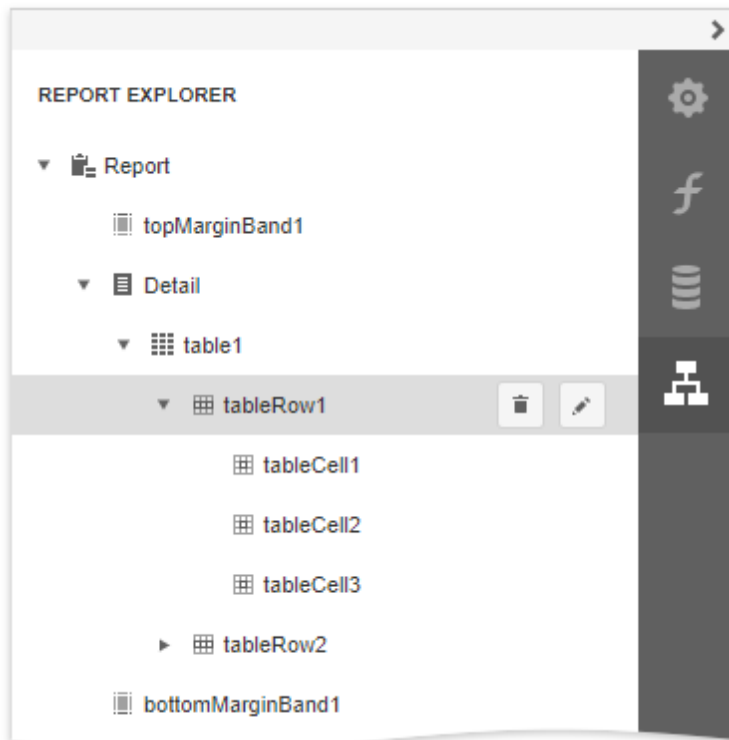 REPORT EXPLORER
Report
topMarginBand1
Detail
table1
tableRow1
tableCell1
tableCell2
tableCell3
tableRow2
bottomMarginBand1